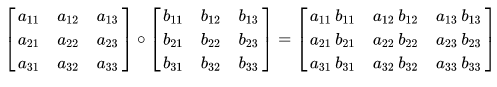 [a₁₁ a₁₂ a₁₃] [b₁₁ b₁₂ b₁₃] [a₁₁ b₁₁ a₁₂ b₁₂ a₁₃ b₁₃]
[a₂₁ a₂₂ a₂₃] ∘ [b₂₁ b₂₂ b₂₃] = [a₂₁ b₂₁ a₂₂ b₂₂ a₂₃ b₂₃]
[a₃₁ a₃₂ a₃₃] [b₃₁ b₃₂ b₃₃] [a₃₁ b₃₁ a₃₂ b₃₂ a₃₃ b₃₃]